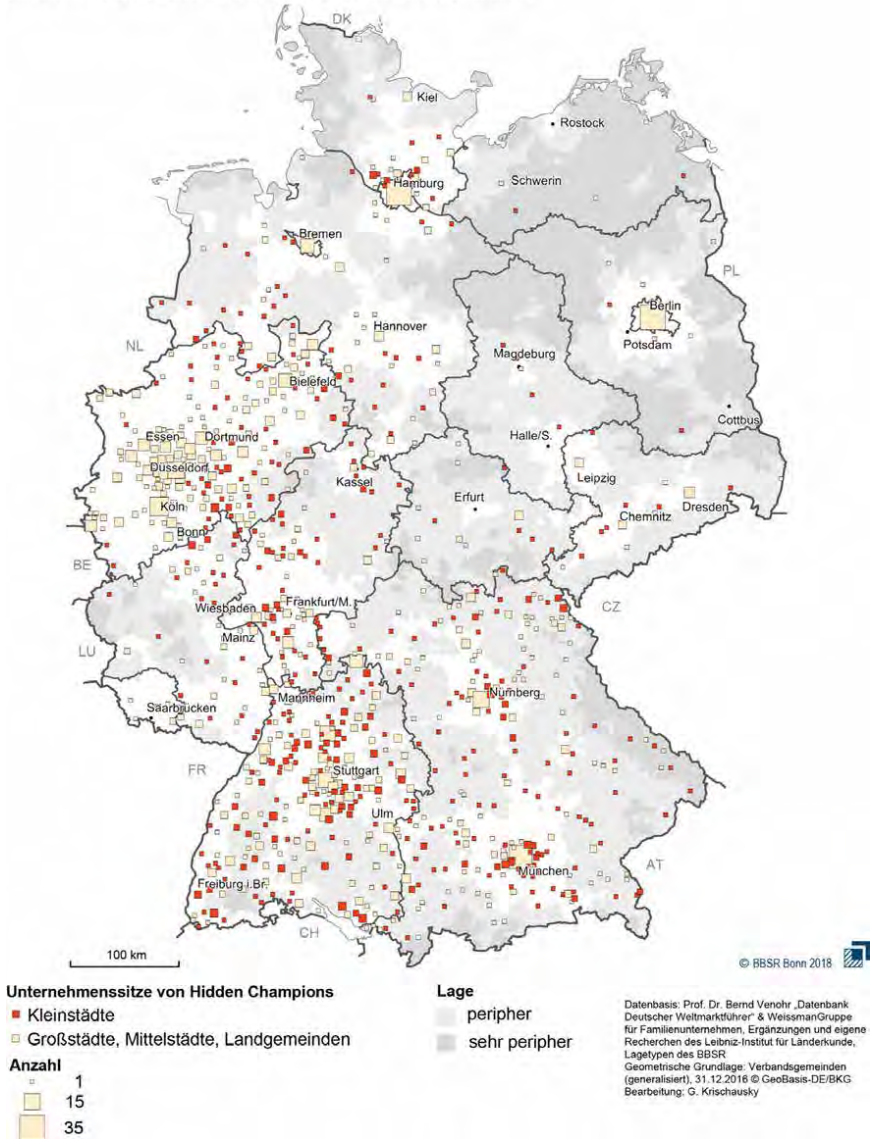 DK
Kiel
Rostock
Hamburg
Schwerin
Bremen
PL
Berlin
Hannover
NL
Potsdam
Magdeburg
Bielefeld
Cottbus
Essen
Dortmund
Halle/S.
Düsseldorf
Leipzig
Kassel
Erfurt
Dresden
Köln
Chemnitz
Bonn
BE
Wiesbaden
Frankfurt/M.
CZ
Mainz
LU
Nürnberg
Mannheim
Saarbrücken
FR
Stuttgart
Ulm
München
AT
Freiburg i.Br.
CH
100 km
© BBSR Bonn 2018
Unternehmenssitze von Hidden Champions
Kleinstädte
Großstädte, Mittelstädte, Landgemeinden
Anzahl
1
15
35
Lage
peripher
sehr peripher
Datenbasis: Prof. Dr. Bernd Venohr „Datenbank
Deutscher Weltmarktführer" & WeissmanGruppe
für Familienunternehmen, Ergänzungen und eigene
Recherchen des Leibniz-Institut für Länderkunde,
Lagetypen des BBSR
Geometrische Grundlage: Verbandsgemeinden
(generalisiert), 31.12.2016 © GeoBasis-DE/BKG
Bearbeitung: G. Krischausky